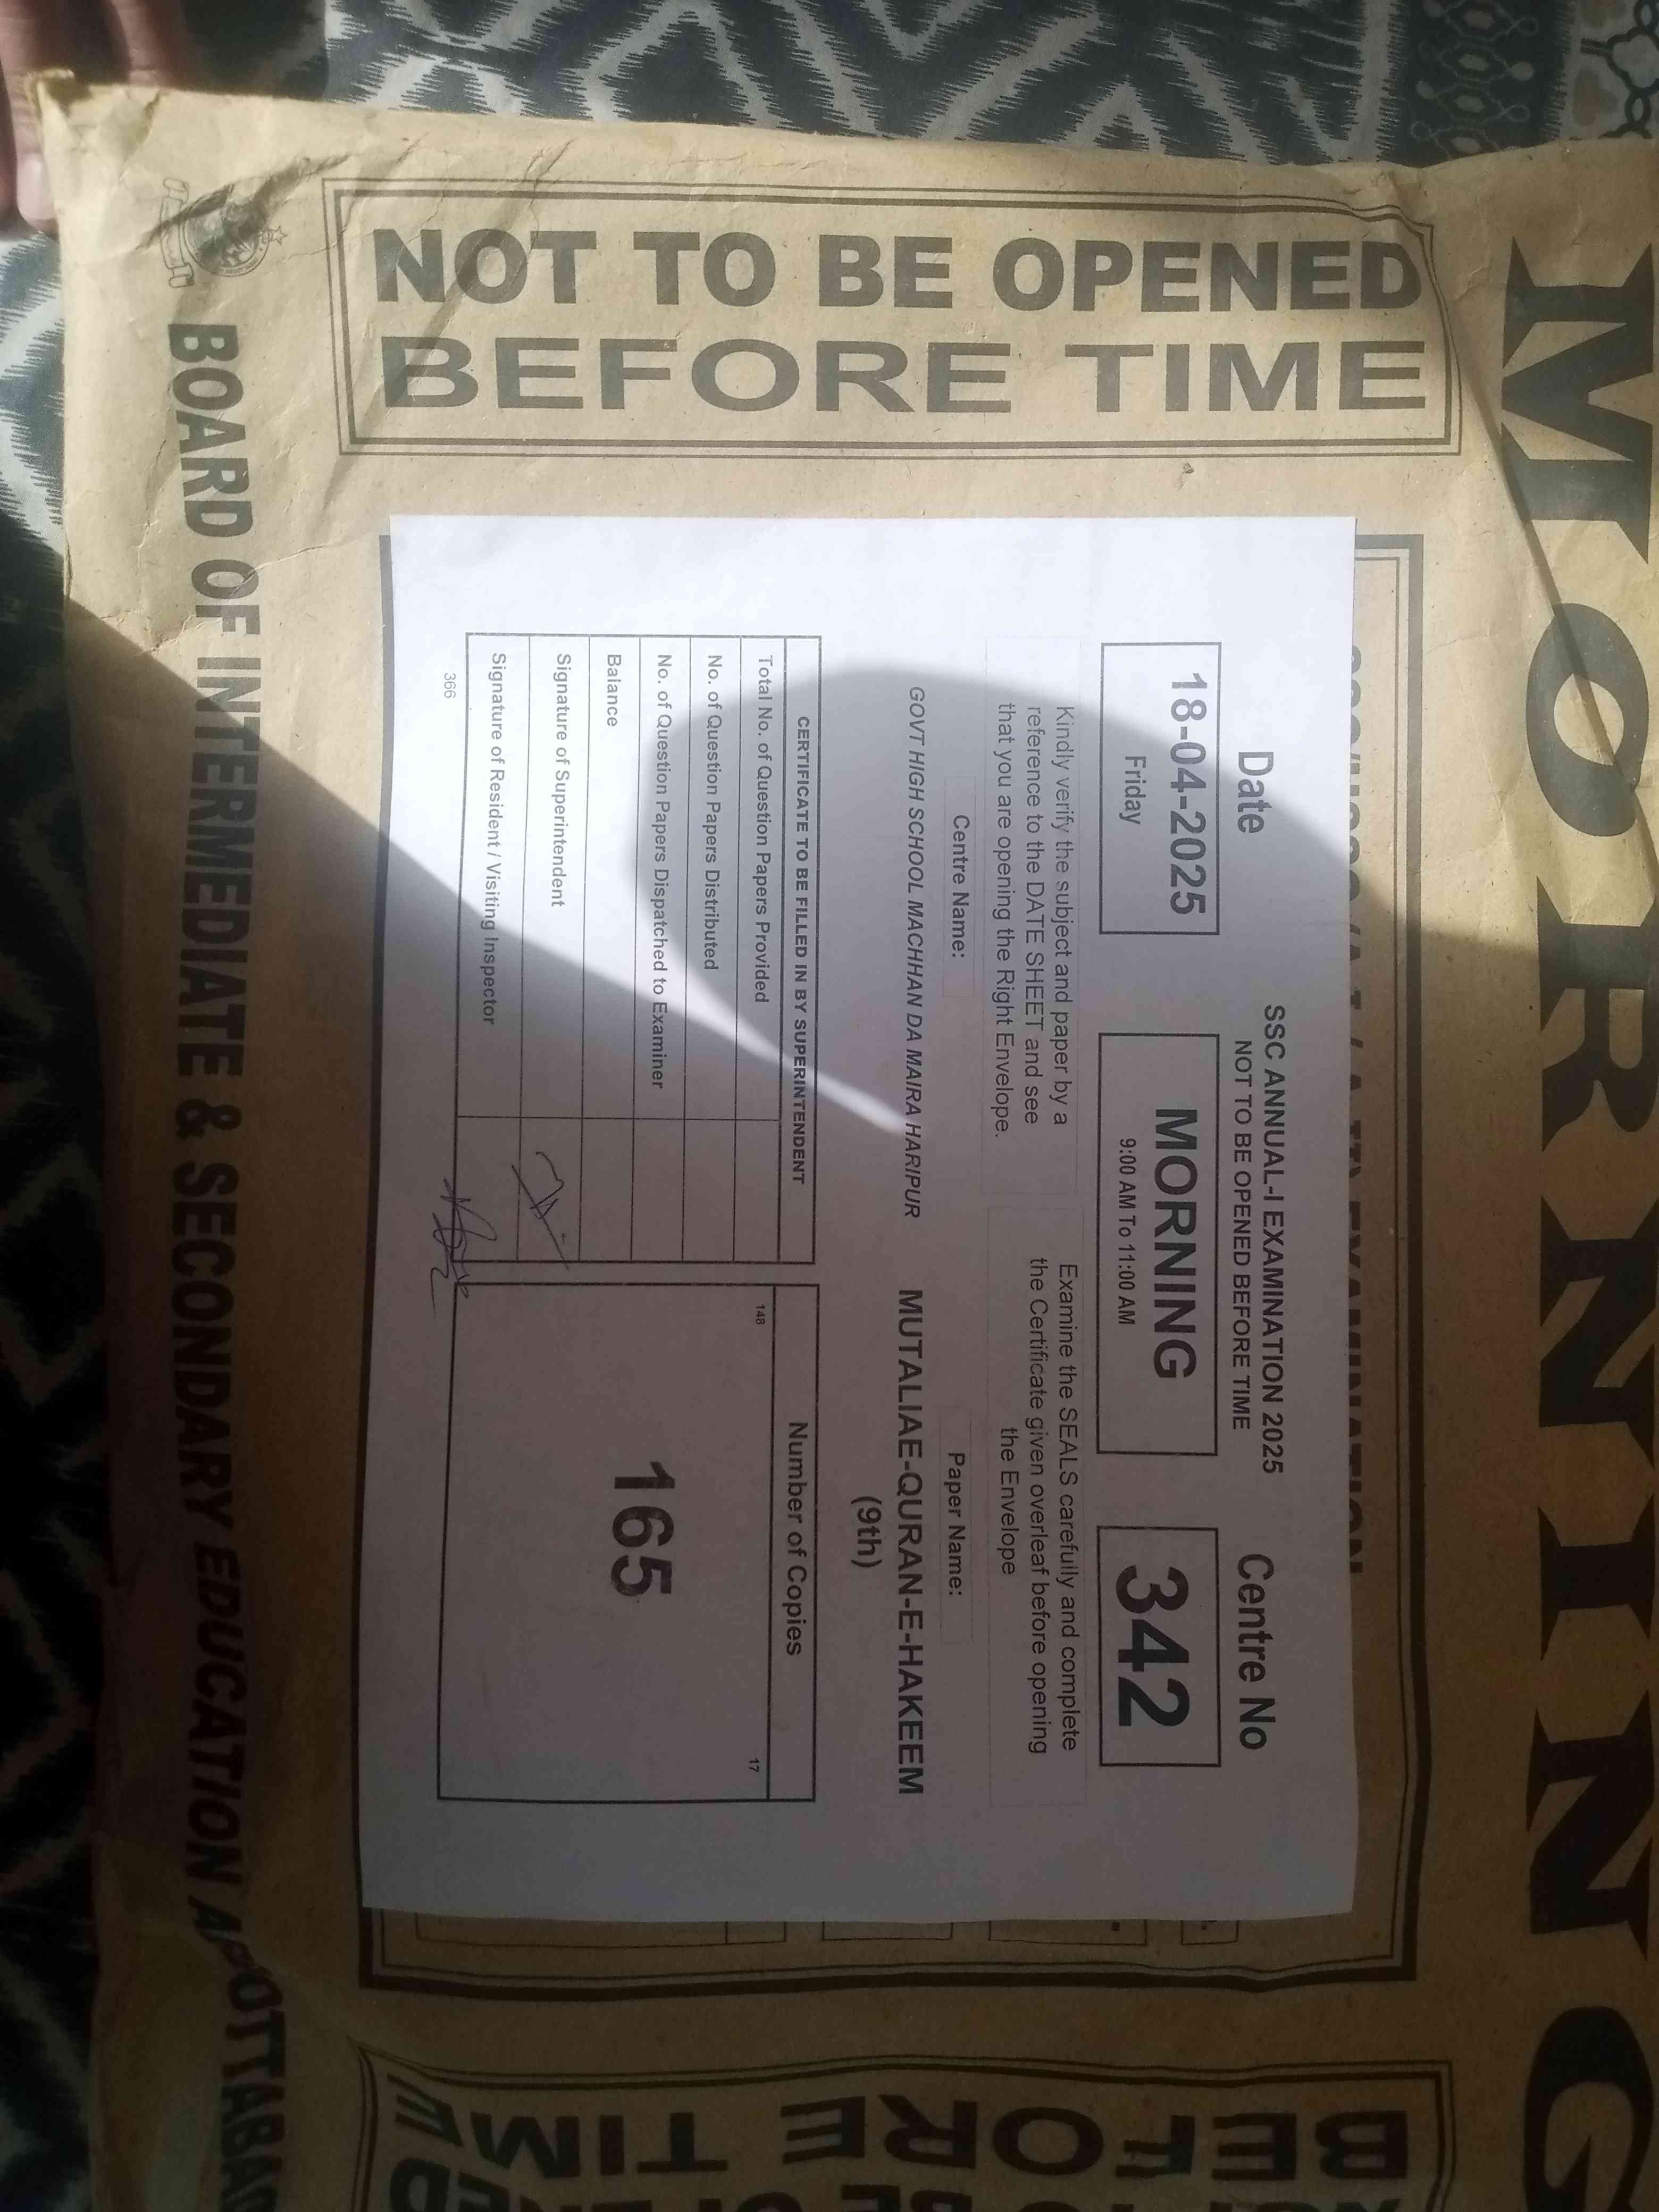 MORNING
NOT TO BE OPENED
BEFORE TIME
EXAMINATION
SSC ANNUAL-I EXAMINATION 2025
NOT TO BE OPENED BEFORE TIME
Date
18-04-2025
Friday
MORNING
9:00 AM To 11:00 AM
Centre No
342
Kindly verify the subject and paper by a
reference to the DATE SHEET and see
that you are opening the Right Envelope.
Examine the SEALS carefully and complete
the Certificate given overleaf before opening
the Envelope
Centre Name:
GOVT HIGH SCHOOL MACHHAN DA MAIRA HARIPUR
Paper Name:
MUTALIAE-QURAN-E-HAKEEM
(9th)
CERTIFICATE TO BE FILLED IN BY SUPERINTENDENT
Total No. of Question Papers Provided
No. of Question Papers Distributed
No. of Question Papers Dispatched to Examiner
Balance
Signature of Superintendent
Signature of Resident / Visiting Inspector
366
Number of Copies
148
17
165
BEFORE TIME
BOARD OF INTERMEDIATE & SECONDARY EDUCATION ABBOTTABAD